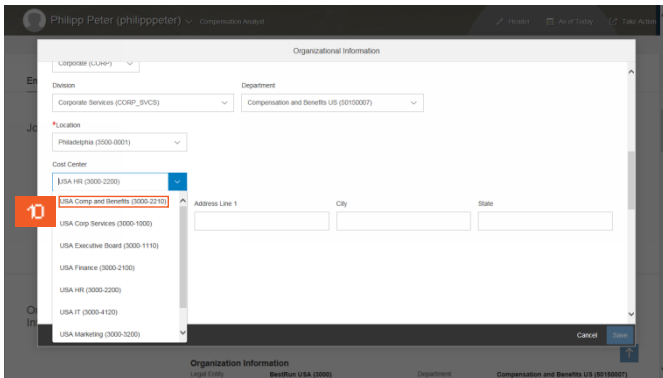 Philipp Peter (philipppeter) Compensation Analyst Header As of Today Take Action
Organizational Information
Corporate (CORP)
Division Department
Corporate Services (CORP_SVCS) Compensation and Benefits US (50150007)
*Location
Philadelphia (3500-0001)
Cost Center
USA HR (3000-2200)
10
USA Comp and Benefits (3000-2210)
Address Line 1 City State
USA Corp Services (3000-1000)
USA Executive Board (3000-1110)
USA Finance (3000-2100)
USA HR (3000-2200)
USA IT (3000-4120)
USA Marketing (3000-3200)
Cancel Save
Organization Information
Legal Entity BestRun USA (2000) Department Compensation and Benefits US (50150007)